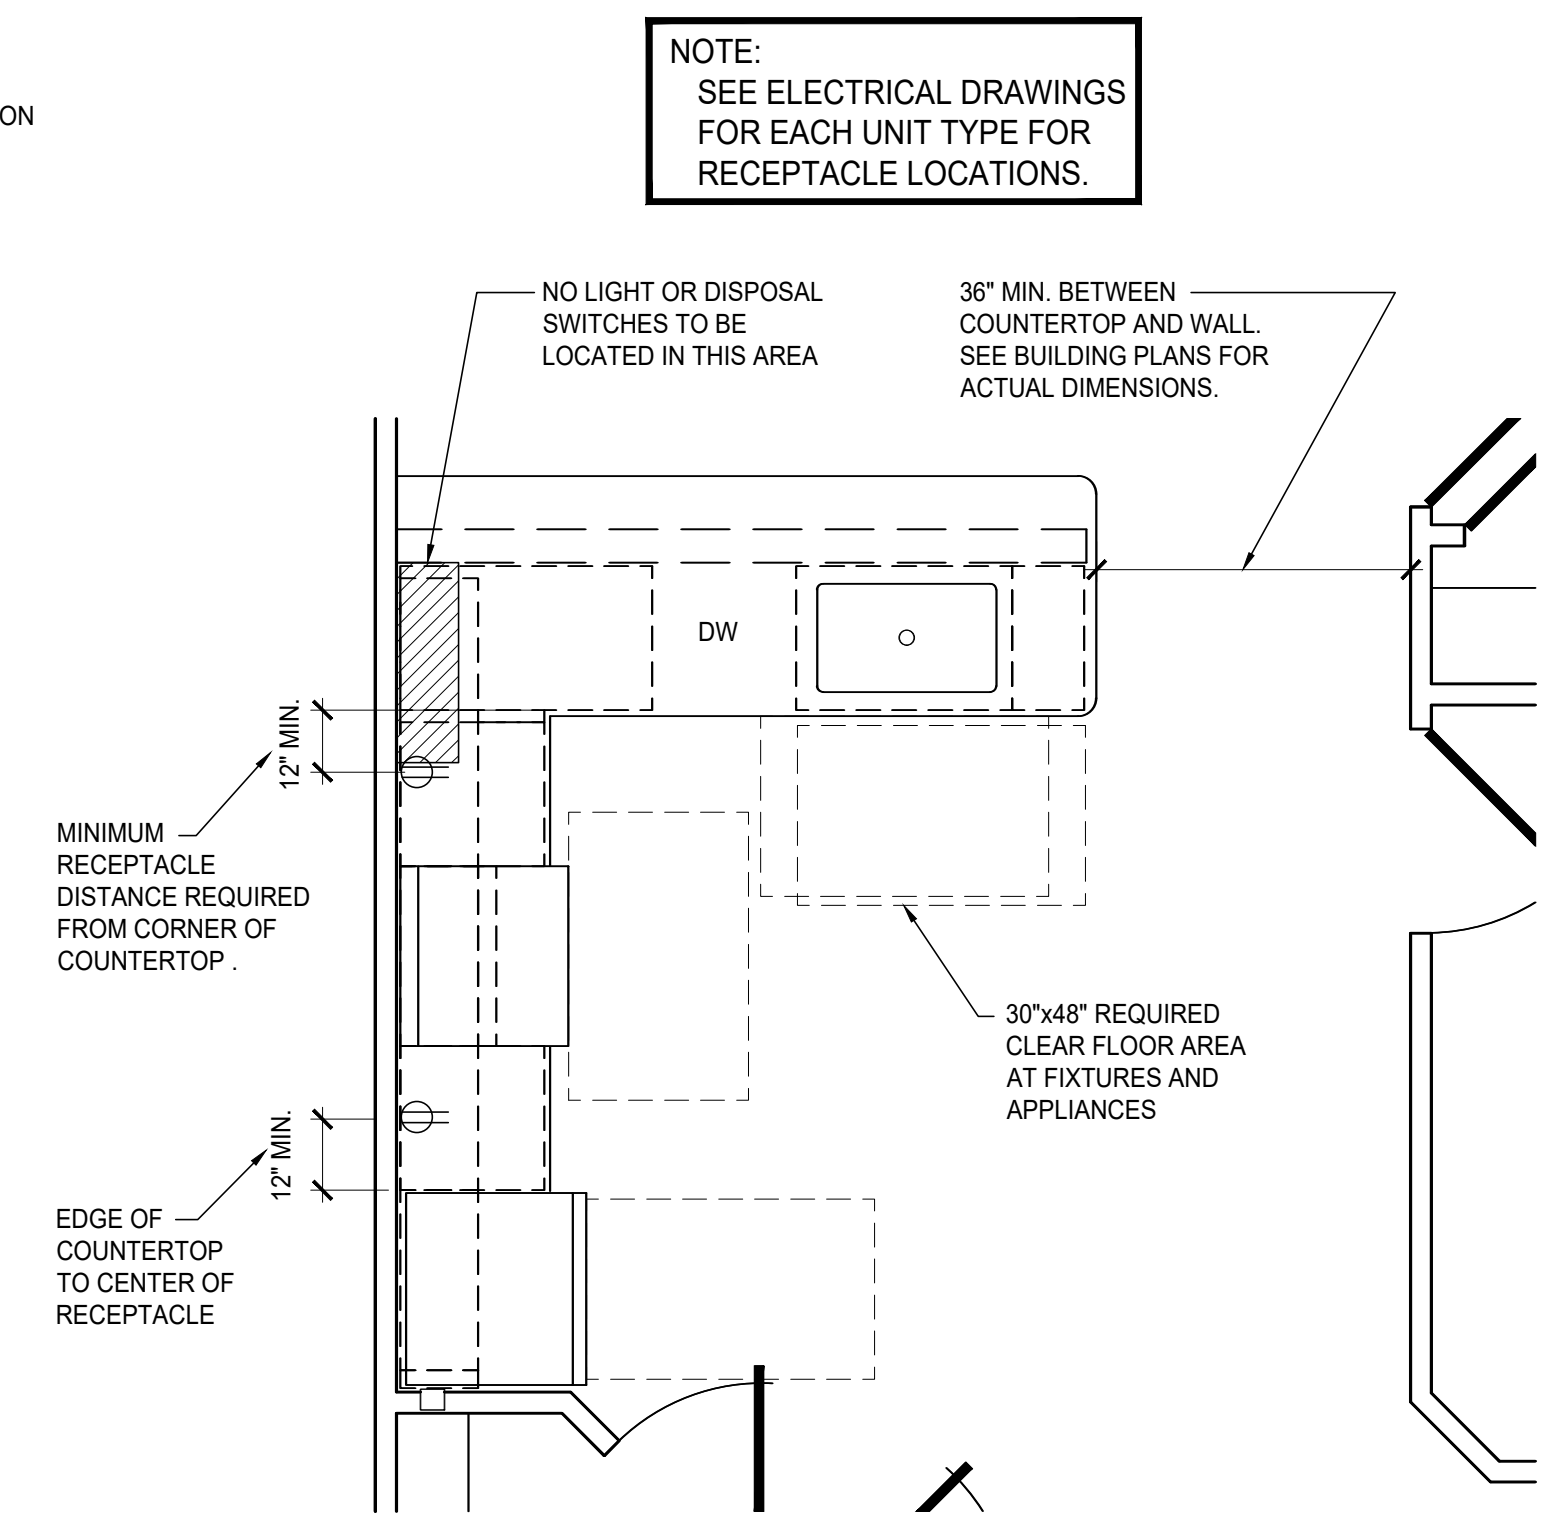 ON
NOTE:
SEE ELECTRICAL DRAWINGS
FOR EACH UNIT TYPE FOR
RECEPTACLE LOCATIONS.
NO LIGHT OR DISPOSAL
SWITCHES TO BE
LOCATED IN THIS AREA
36" MIN. BETWEEN
COUNTERTOP AND WALL.
SEE BUILDING PLANS FOR
ACTUAL DIMENSIONS.
DW
12" MIN.
MINIMUM
RECEPTACLE
DISTANCE REQUIRED
FROM CORNER OF
COUNTERTOP .
30"x48" REQUIRED
CLEAR FLOOR AREA
AT FIXTURES AND
APPLIANCES
12" MIN.
EDGE OF
COUNTERTOP
TO CENTER OF
RECEPTACLE